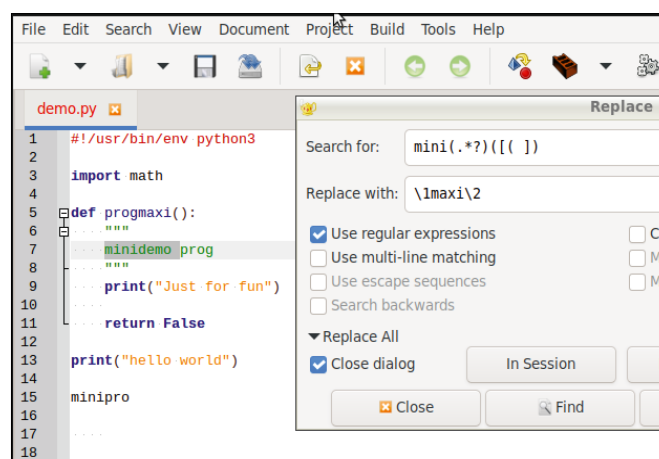 File Edit Search View Document Project Build Tools Help
demo.py
Replace
1 #!/usr/bin/env python3
2
3 import math
4
5 def progmaxi():
6 """
7 minidemo prog
8 """
9 print("Just for fun")
10
11 return False
12
13 print("hello world")
14
15 minipro
16
17
18
Search for: mini(.*?)([( ])
Replace with: \1maxi\2
Use regular expressions
Use multi-line matching
Use escape sequences
Search backwards
Replace All
Close dialog In Session
Close Find